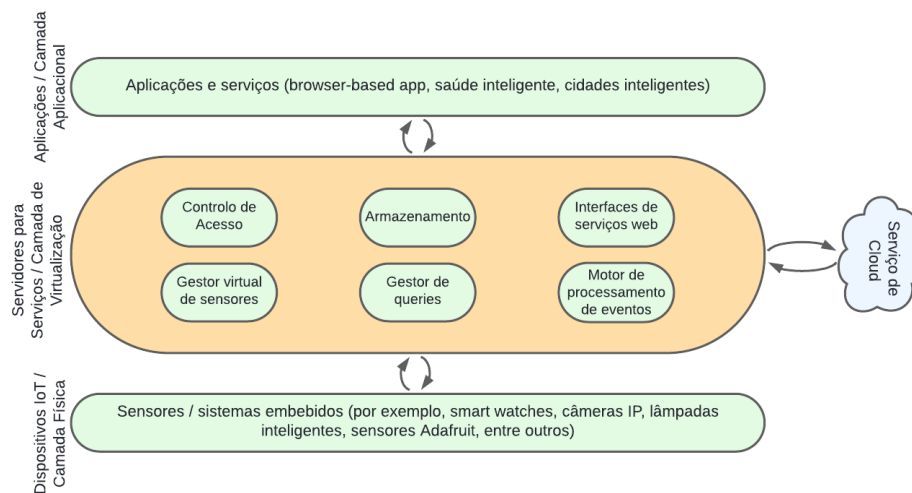 Aplicações / Camada
Aplicacional
Aplicações e serviços (browser-based app, saúde inteligente, cidades inteligentes)
Servidores para
Serviços / Camada de
Virtualização
Controlo de
Acesso
Armazenamento
Interfaces de
serviços web
Gestor virtual
de sensores
Gestor de
queries
Motor de
processamento
de eventos
Serviço de
Cloud
Dispositivos IoT /
Camada Física
Sensores / sistemas embebidos (por exemplo, smart watches, câmeras IP, lâmpadas
inteligentes, sensores Adafruit, entre outros)